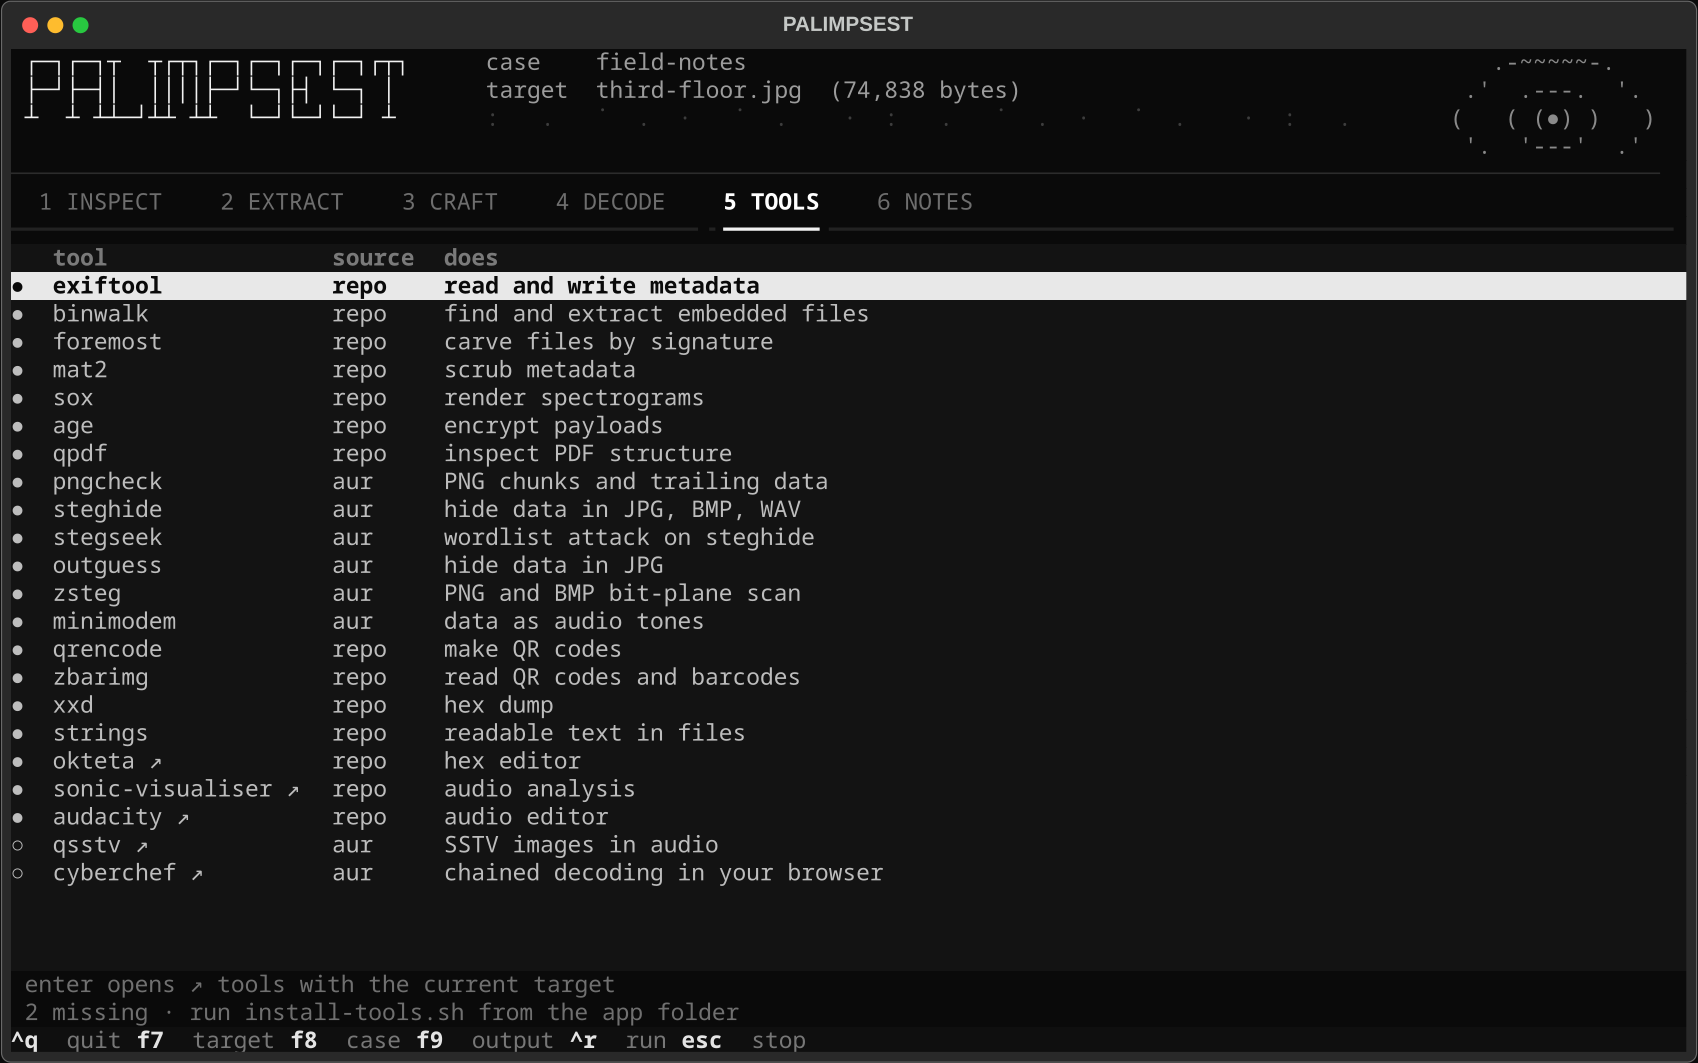 PALIMPSEST
PALIMPSEST
case field-notes
target third-floor.jpg (74,838 bytes)
1 INSPECT 2 EXTRACT 3 CRAFT 4 DECODE 5 TOOLS 6 NOTES
tool source does
● exiftool repo read and write metadata
● binwalk repo find and extract embedded files
● foremost repo carve files by signature
● mat2 repo scrub metadata
● sox repo render spectrograms
● age repo encrypt payloads
● qpdf repo inspect PDF structure
● pngcheck aur PNG chunks and trailing data
● steghide aur hide data in JPG, BMP, WAV
● stegseek aur wordlist attack on steghide
● outguess aur hide data in JPG
● zsteg aur PNG and BMP bit-plane scan
● minimodem aur data as audio tones
● qrencode repo make QR codes
● zbarimg repo read QR codes and barcodes
● xxd repo hex dump
● strings repo readable text in files
● okteta ↗ repo hex editor
● sonic-visualiser ↗ repo audio analysis
● audacity ↗ repo audio editor
○ qsstv ↗ aur SSTV images in audio
○ cyberchef ↗ aur chained decoding in your browser
enter opens ↗ tools with the current target
2 missing · run install-tools.sh from the app folder
^q quit f7 target f8 case f9 output ^r run esc stop